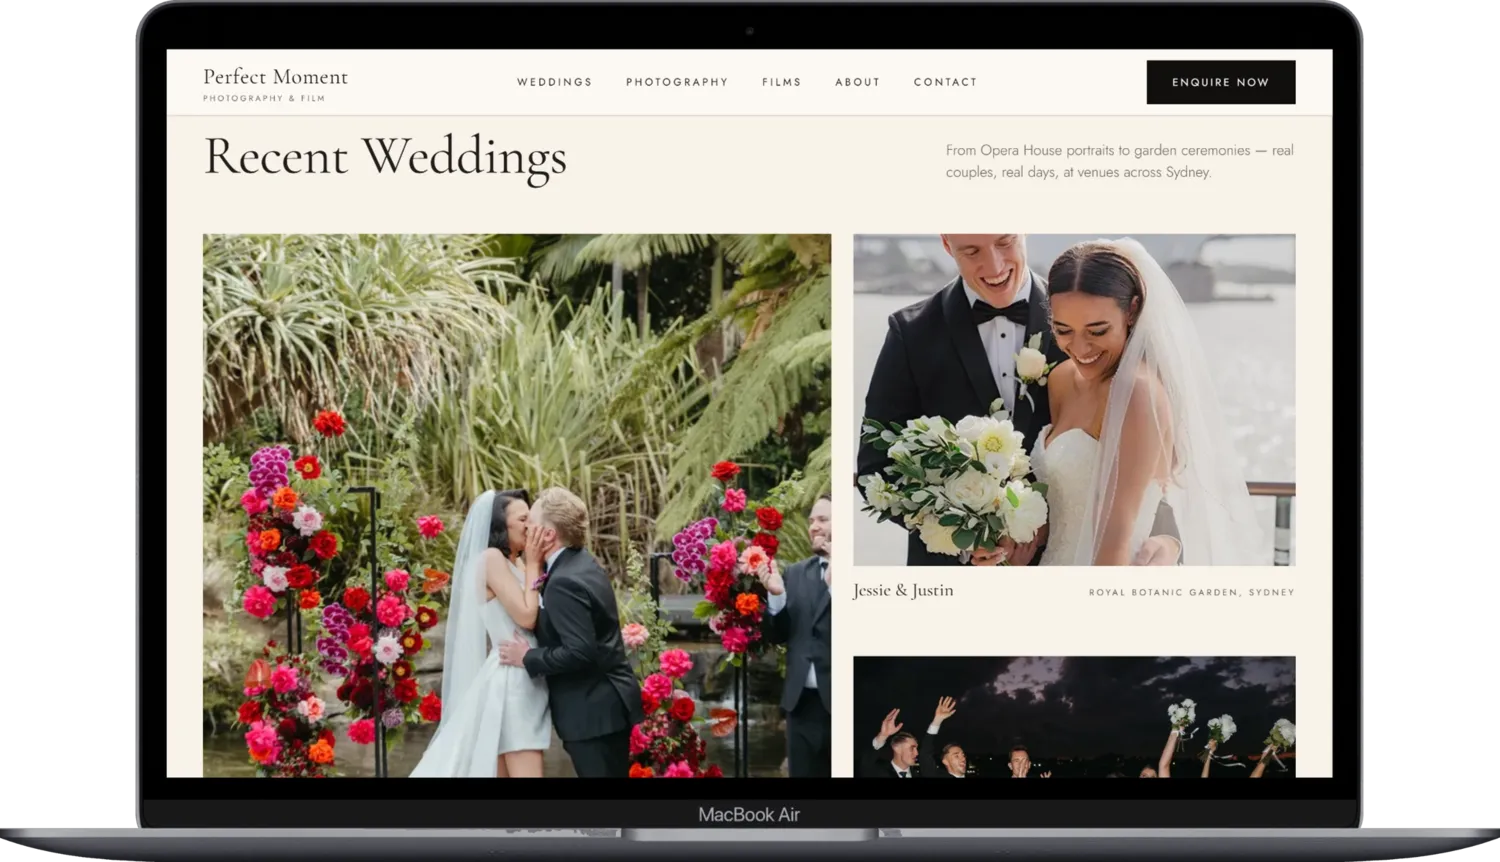 Perfect Moment
PHOTOGRAPHY & FILM
WEDDINGS
PHOTOGRAPHY
FILMS
ABOUT
CONTACT
ENQUIRE NOW
Recent Weddings
From Opera House portraits to garden ceremonies — real
couples, real days, at venues across Sydney.
Jessie & Justin
ROYAL BOTANIC GARDEN, SYDNEY
MacBook Air